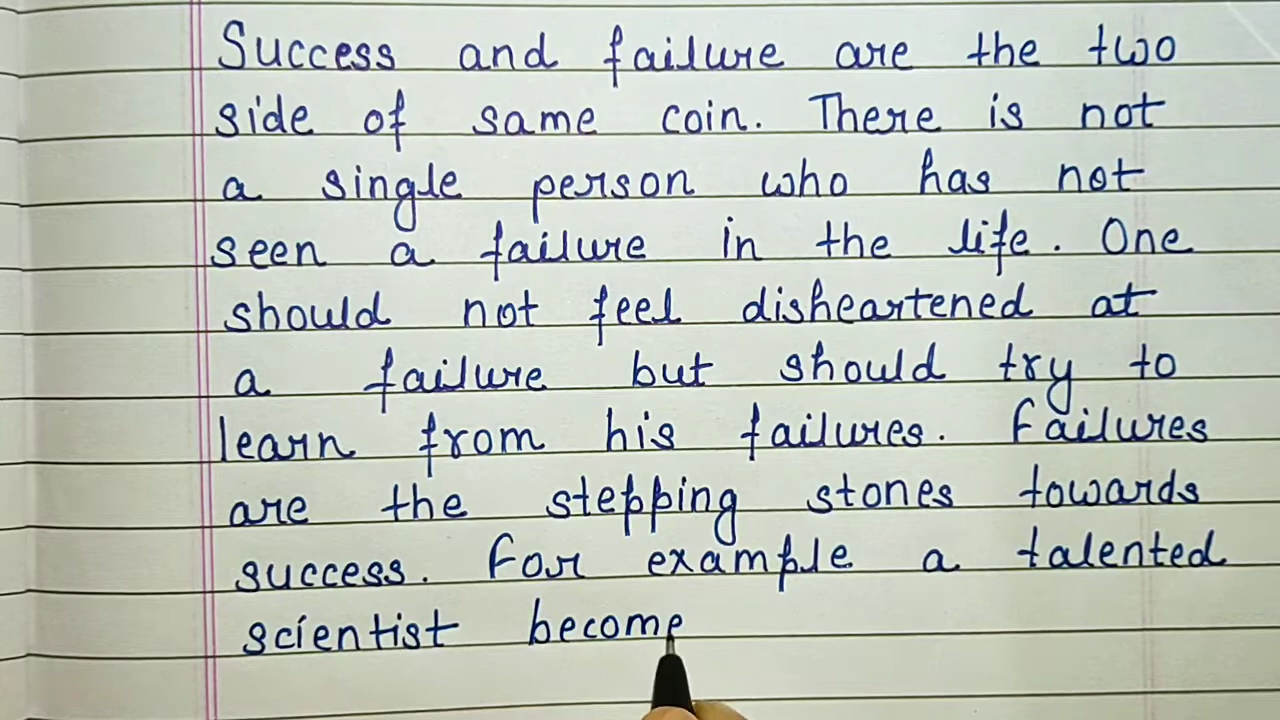 Success and failure are the two
side of same coin. There is not
a single person who has not
seen a failure in the life. One
should not feel disheartened at
a failure but should try to
learn from his failures. Failures
are the stepping stones towards
success. For example a talented
scientist become